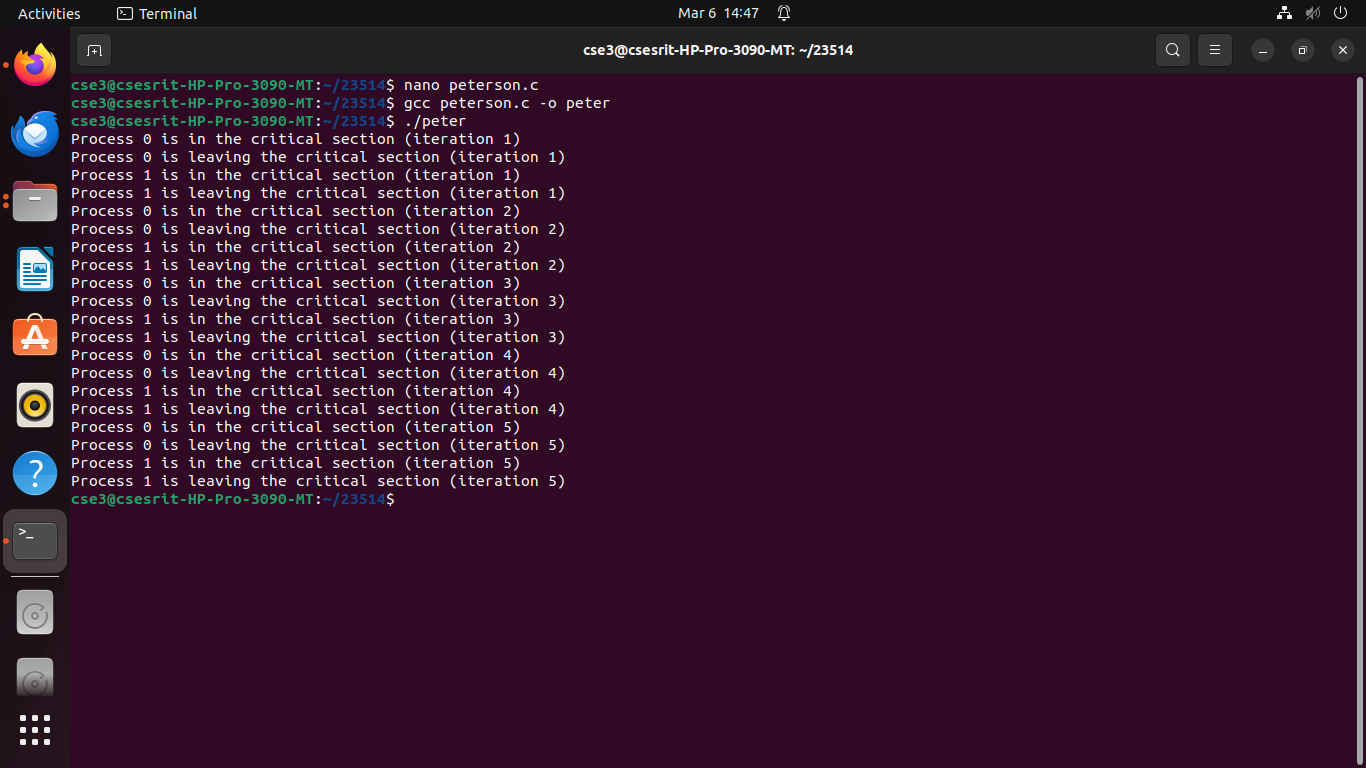 Activities
Terminal
Mar 6 14:47
cse3@csesrit-HP-Pro-3090-MT: ~/23514
cse3@csesrit-HP-Pro-3090-MT:~/23514$ nano peterson.c
cse3@csesrit-HP-Pro-3090-MT:~/23514$ gcc peterson.c -o peter
cse3@csesrit-HP-Pro-3090-MT:~/23514$ ./peter
Process 0 is in the critical section (iteration 1)
Process 0 is leaving the critical section (iteration 1)
Process 1 is in the critical section (iteration 1)
Process 1 is leaving the critical section (iteration 1)
Process 0 is in the critical section (iteration 2)
Process 0 is leaving the critical section (iteration 2)
Process 1 is in the critical section (iteration 2)
Process 1 is leaving the critical section (iteration 2)
Process 0 is in the critical section (iteration 3)
Process 0 is leaving the critical section (iteration 3)
Process 1 is in the critical section (iteration 3)
Process 1 is leaving the critical section (iteration 3)
Process 0 is in the critical section (iteration 4)
Process 0 is leaving the critical section (iteration 4)
Process 1 is in the critical section (iteration 4)
Process 1 is leaving the critical section (iteration 4)
Process 0 is in the critical section (iteration 5)
Process 0 is leaving the critical section (iteration 5)
Process 1 is in the critical section (iteration 5)
Process 1 is leaving the critical section (iteration 5)
cse3@csesrit-HP-Pro-3090-MT:~/23514$